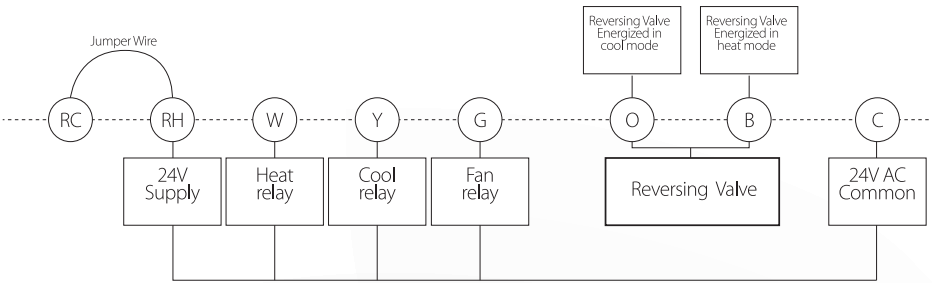 Jumper Wire
Reversing Valve
Energized in
cool mode
Reversing Valve
Energized in
heat mode
RC
RH
W
Y
G
O
B
C
24V
Supply
Heat
relay
Cool
relay
Fan
relay
Reversing Valve
24V AC
Common